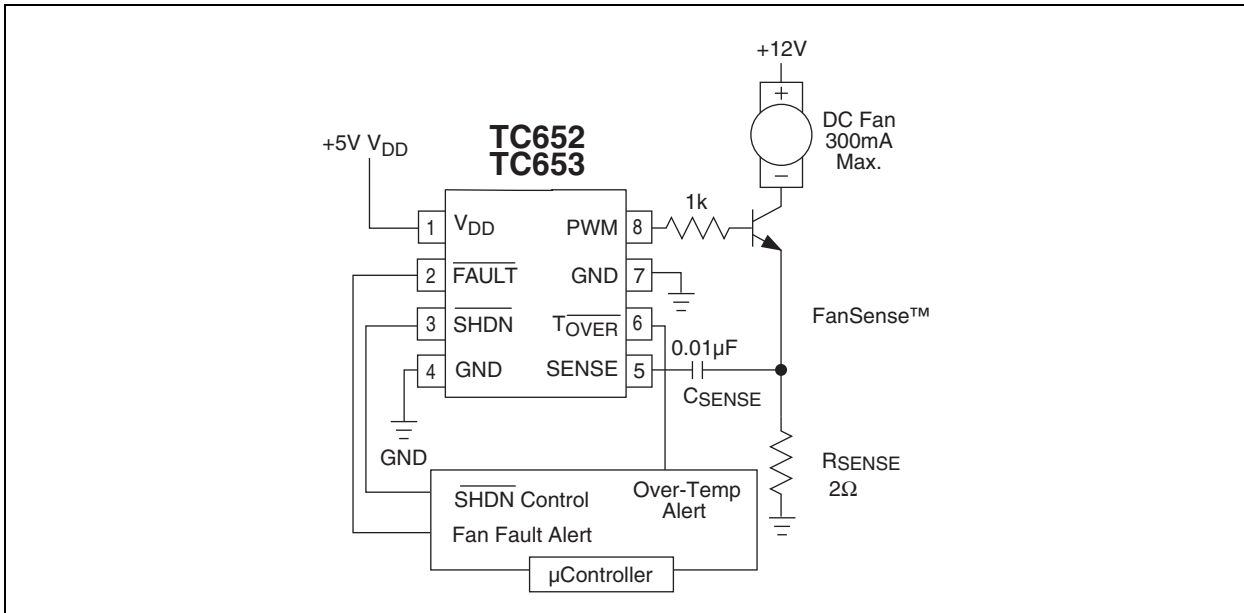 +12V
+
DC Fan
300mA
Max.
−
+5V VDD
TC652
TC653
1k
1 VDD
PWM 8
2 FAULT
GND 7
3 SHDN
TOVER 6
4 GND
SENSE 5
FanSense™
0.01µF
CSENSE
GND
RSENSE
2Ω
SHDN Control
Over-Temp
Alert
Fan Fault Alert
µController